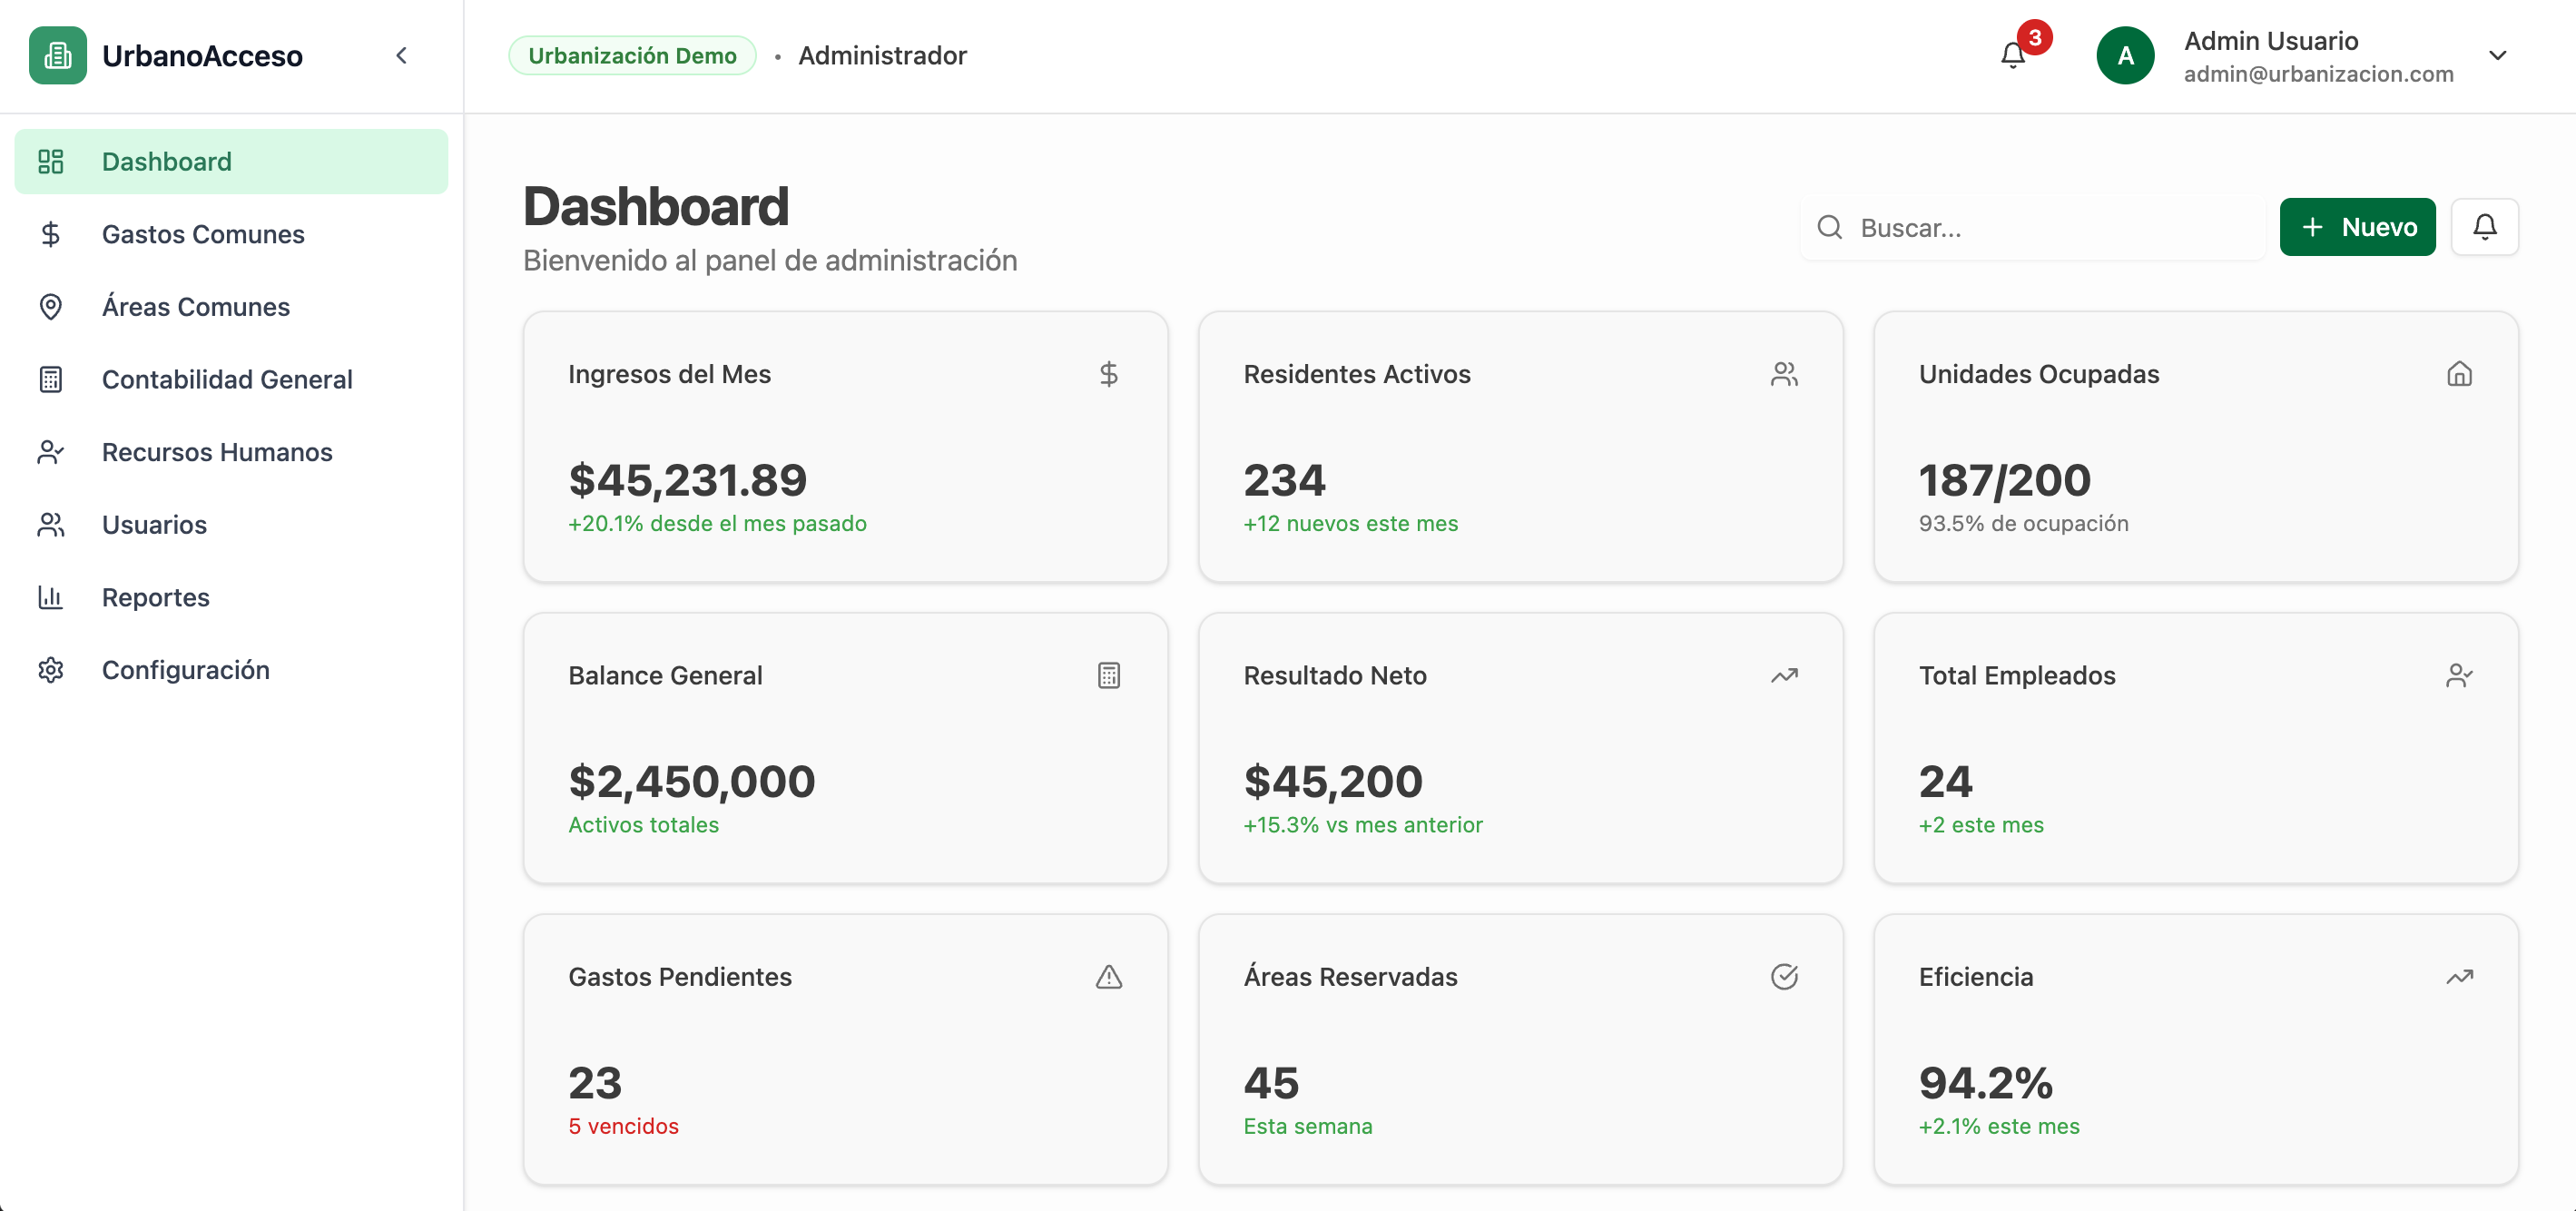 UrbanoAcceso
Urbanización Demo • Administrador
3
A
Admin Usuario
admin@urbanizacion.com
Dashboard
Gastos Comunes
Áreas Comunes
Contabilidad General
Recursos Humanos
Usuarios
Reportes
Configuración
Dashboard
Bienvenido al panel de administración
Buscar...
+ Nuevo
Ingresos del Mes
$45,231.89
+20.1% desde el mes pasado
Residentes Activos
234
+12 nuevos este mes
Unidades Ocupadas
187/200
93.5% de ocupación
Balance General
$2,450,000
Activos totales
Resultado Neto
$45,200
+15.3% vs mes anterior
Total Empleados
24
+2 este mes
Gastos Pendientes
23
5 vencidos
Áreas Reservadas
45
Esta semana
Eficiencia
94.2%
+2.1% este mes